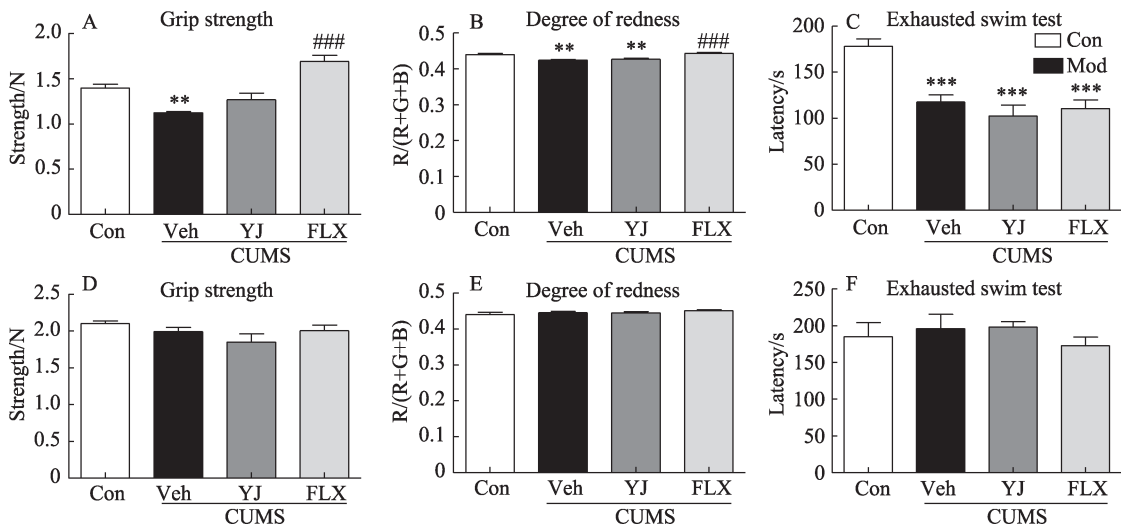 A
Grip strength
Strength/N
2.0
1.5
1.0
0.5
0
**
###
Con
Veh
YJ
FLX
CUMS
B
Degree of redness
R/(R+G+B)
0.5
0.4
0.3
0.2
0.1
0
**
**
###
Con
Veh
YJ
FLX
CUMS
C
Exhausted swim test
Latency/s
200
150
100
50
0
Con
Mod
***
***
***
Con
Veh
YJ
FLX
CUMS
D
Grip strength
Strength/N
2.5
2.0
1.5
1.0
0.5
0
Con
Veh
YJ
FLX
CUMS
E
Degree of redness
R/(R+G+B)
0.5
0.4
0.3
0.2
0.1
0
Con
Veh
YJ
FLX
CUMS
F
Exhausted swim test
Latency/s
250
200
150
100
50
0
Con
Veh
YJ
FLX
CUMS